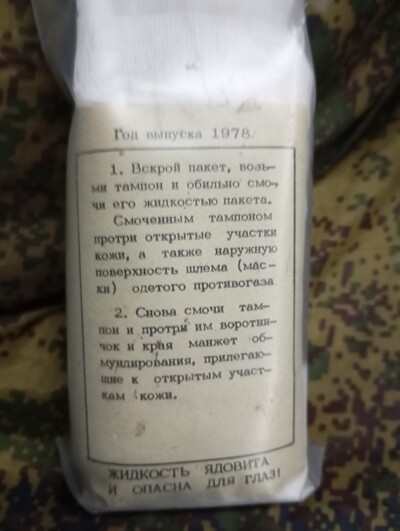 Год выпуска 1978.
1. Вскрой пакет, возь-
ми тампон и обильно смо-
чи его жидкостью пакета.
Смоченным тампоном
протри открытые участки
кожи, а также наружную
поверхность шлема (мас-
ки) одетого противогаза
2. Снова смочи там-
пон и протри им воротни-
чок и края манжет об-
мундирования, прилегаю-
щие к открытым участ-
кам кожи.
ЖИДКОСТЬ ЯДОВИТА
И ОПАСНА ДЛЯ ГЛАЗ!